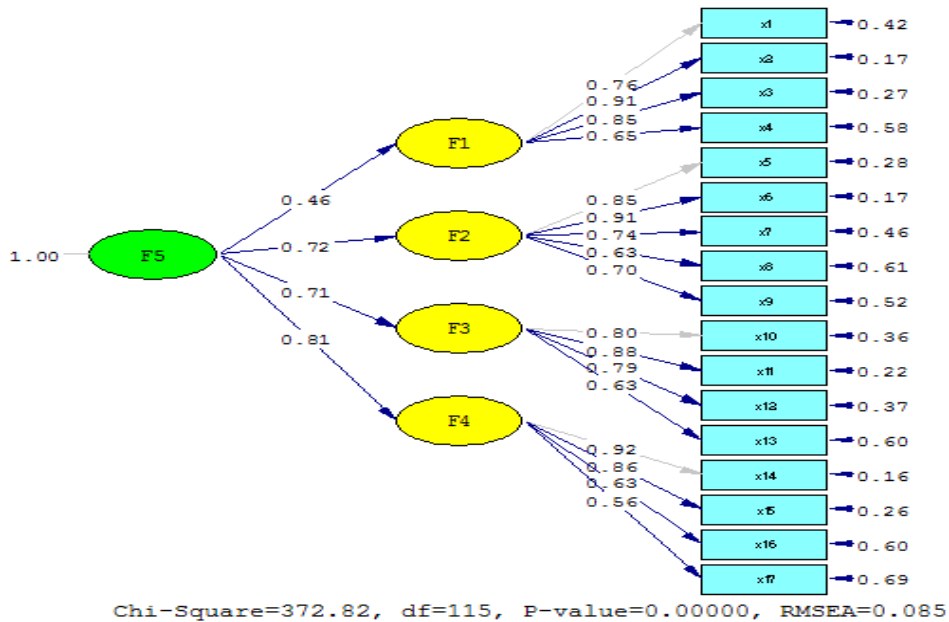 x1 0.42
x2 0.17
0.76
0.91
x3 0.27
0.85
x4 0.58
0.65
F1
x5 0.28
0.46
0.85
x6 0.17
0.91
x7 0.46
0.74
F2
0.72
1.00
F5
0.63
x8 0.61
0.70
0.71
x9 0.52
F3
0.80
x10 0.36
0.81
0.88
0.79
x11 0.22
0.63
x12 0.37
F4
x13 0.60
0.92
0.86
x14 0.16
0.63
0.56
x15 0.26
x16 0.60
x17 0.69
Chi-Square=372.82, df=115, P-value=0.00000, RMSEA=0.085